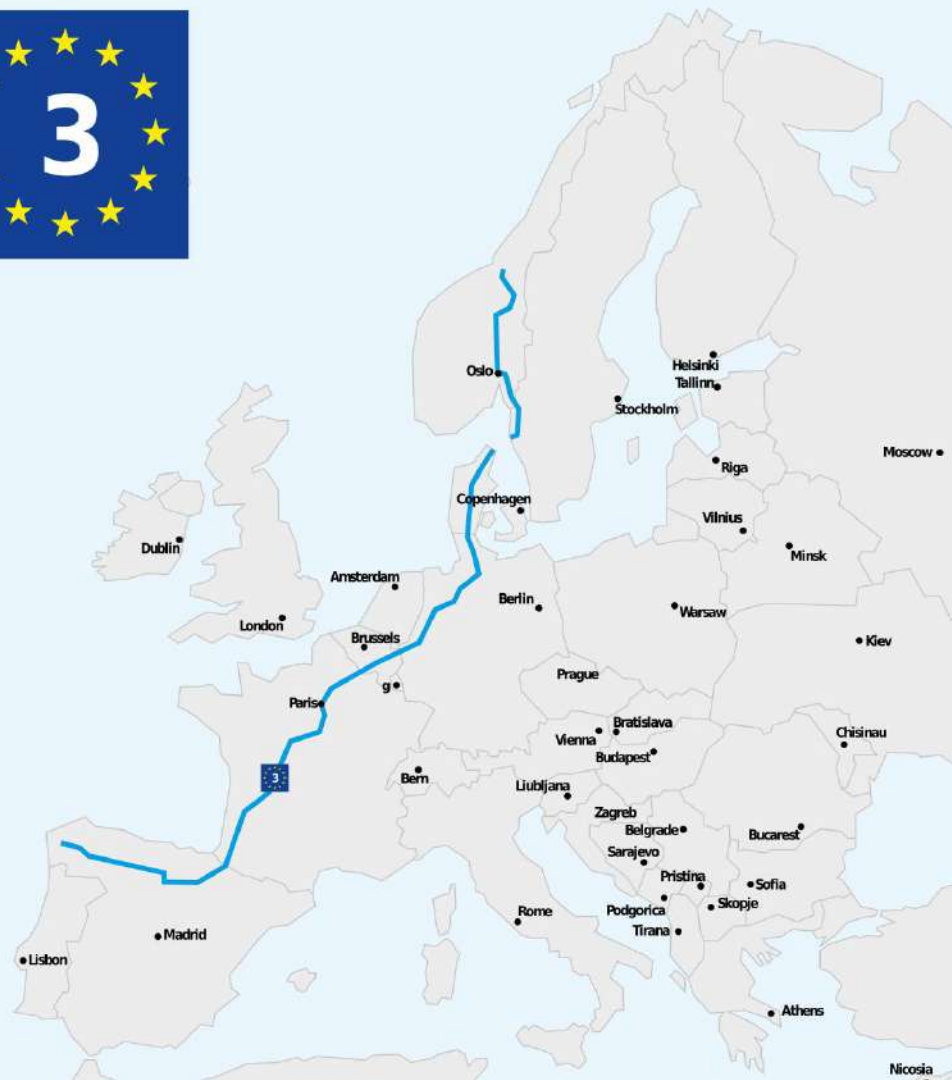 3
Helsinki
Oslo
Tallinn
Stockholm
Moscow
Riga
Copenhagen
Vilnius
Dublin
Minsk
Amsterdam
Berlin
Warsaw
London
Brussels
Kiev
Prague
g
Paris
Bratislava
Vienna
Chisinau
Budapest
3
Bern
Liubljana
Zagreb
Belgrade
Bucarest
Sarajevo
Pristina
Sofia
Podgorica
Skopje
Rome
Tirana
Madrid
Lisbon
Athens
Nicosia